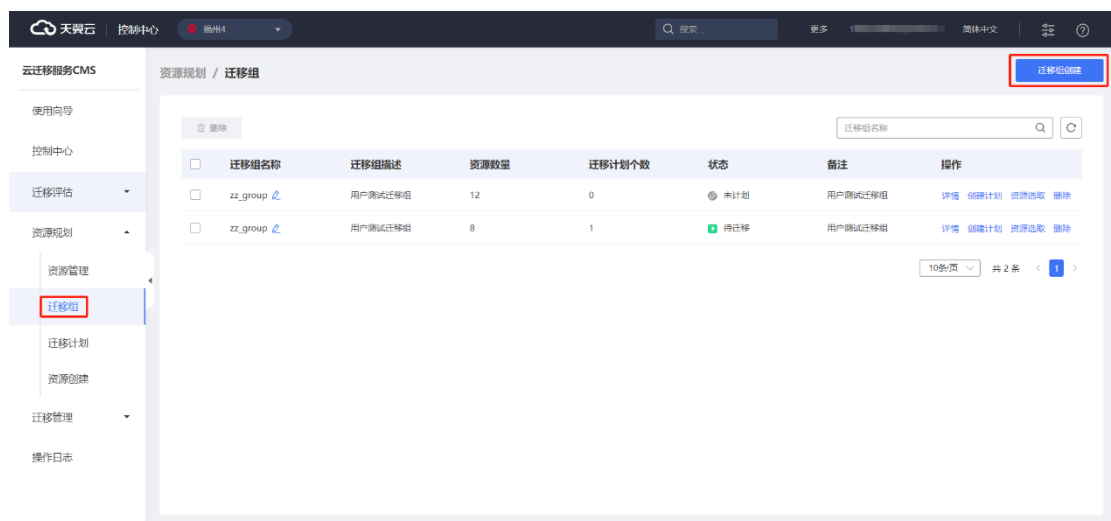 天翼云 控制中心 福州4 搜索... 更多 简体中文
云迁移服务CMS
资源规划 / 迁移组 迁移组创建
使用向导
控制中心
迁移评估
资源规划
资源管理
迁移组
迁移计划
资源创建
迁移管理
操作日志
删除 迁移组名称
迁移组名称 迁移组描述 资源数量 迁移计划个数 状态 备注 操作
zz_group 用户测试迁移组 12 0 未计划 用户测试迁移组 详情 创建计划 资源选取 删除
zz_group 用户测试迁移组 8 1 待迁移 用户测试迁移组 详情 创建计划 资源选取 删除
10条/页 共 2 条 1